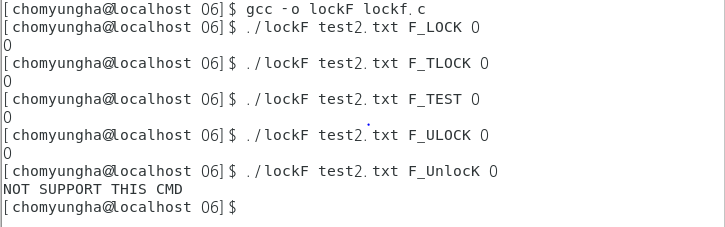 [chomyungha@localhost 06]$ gcc -o lockF lockf.c
[chomyungha@localhost 06]$ ./lockF test2.txt F_LOCK 0
0
[chomyungha@localhost 06]$ ./lockF test2.txt F_TLOCK 0
0
[chomyungha@localhost 06]$ ./lockF test2.txt F_TEST 0
0
[chomyungha@localhost 06]$ ./lockF test2.txt F_ULOCK 0
0
[chomyungha@localhost 06]$ ./lockF test2.txt F_UnlocK 0
NOT SUPPORT THIS CMD
[chomyungha@localhost 06]$